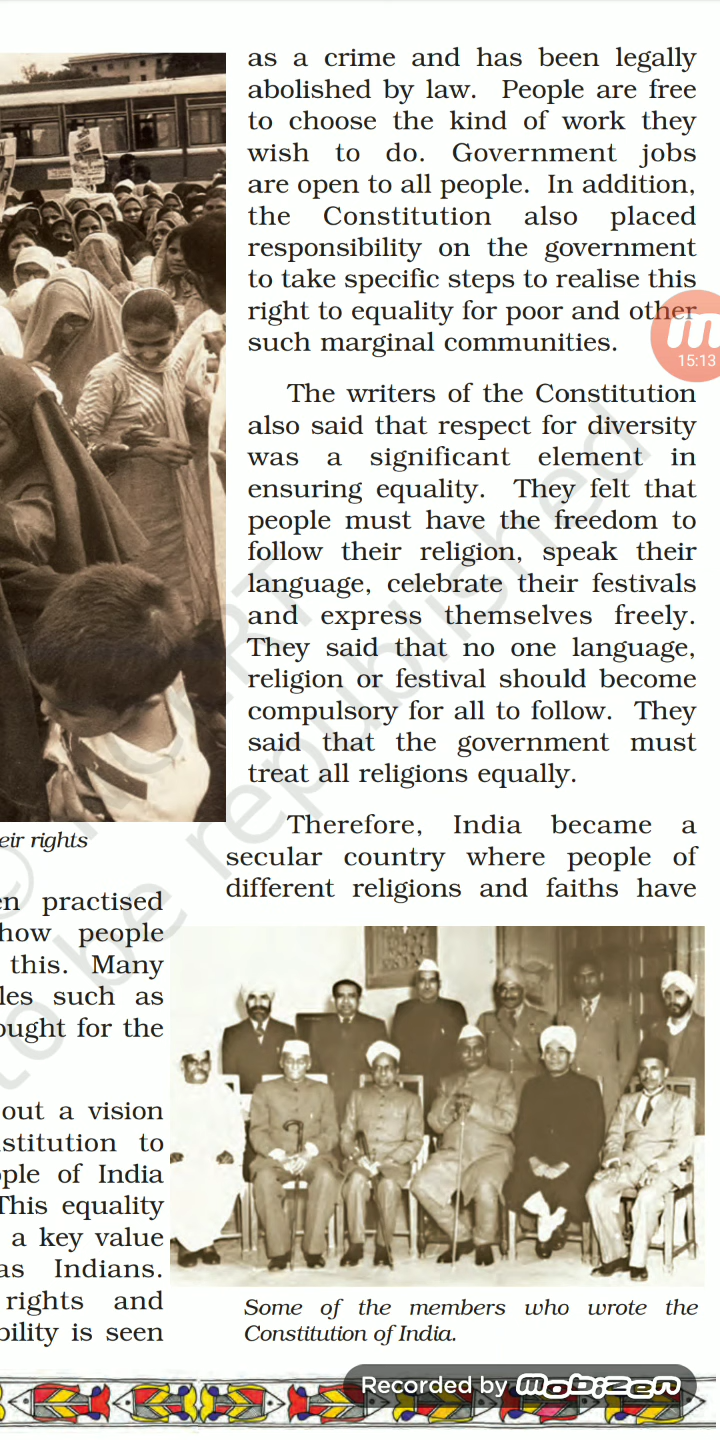 eir rights
en practised
how people
this. Many
les such as
ought for the
out a vision
nstitution to
ople of India
This equality
a key value
as Indians.
rights and
bility is seen
as a crime and has been legally
abolished by law. People are free
to choose the kind of work they
wish to do. Government jobs
are open to all people. In addition,
the Constitution also placed
responsibility on the government
to take specific steps to realise this
right to equality for poor and other
such marginal communities.
The writers of the Constitution
also said that respect for diversity
was a significant element in
ensuring equality. They felt that
people must have the freedom to
follow their religion, speak their
language, celebrate their festivals
and express themselves freely.
They said that no one language,
religion or festival should become
compulsory for all to follow. They
said that the government must
treat all religions equally.
Therefore, India became a
secular country where people of
different religions and faiths have
Some of the members who wrote the
Constitution of India.
15:13
© NCERT
to be republished
Recorded by mobizen